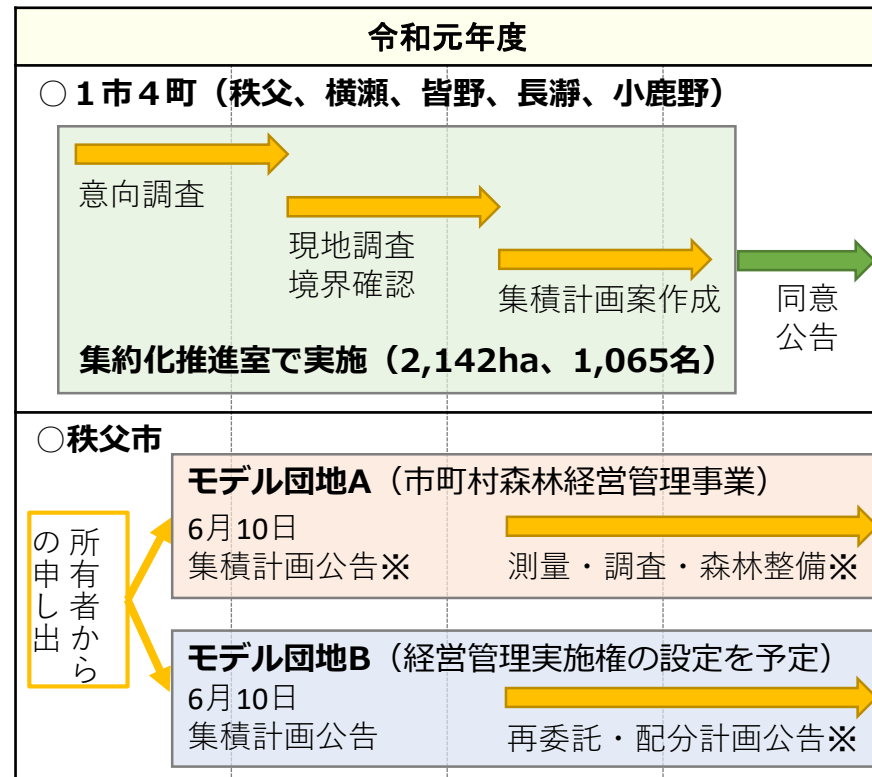 令和元年度
○１市４町（秩父、横瀬、皆野、長瀞、小鹿野）
意向調査
現地調査
境界確認
集積計画案作成
同意
公告
集約化推進室で実施（2,142ha、1,065名）
○秩父市
所有者から
の申し出
モデル団地A（市町村森林経営管理事業）
6月10日
集積計画公告※
測量・調査・森林整備※
モデル団地B（経営管理実施権の設定を予定）
6月10日
集積計画公告
再委託・配分計画公告※